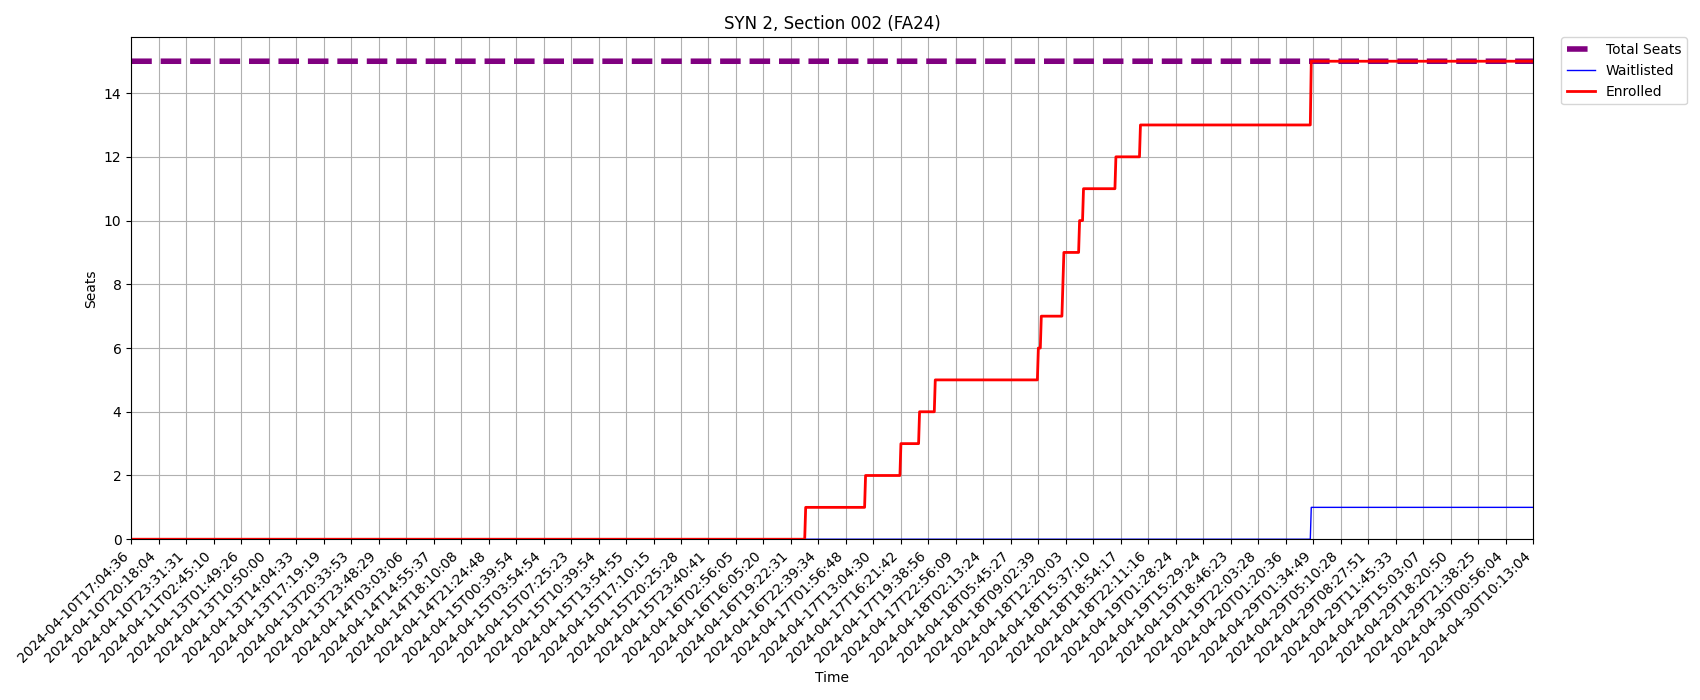 SYN 2, Section 002 (FA24)
Total Seats
Waitlisted
Enrolled
Seats
14
12
10
8
6
4
2
0
2024-04-10T17:04:36
2024-04-10T20:18:04
2024-04-10T23:31:31
2024-04-11T02:45:10
2024-04-13T01:49:26
2024-04-13T10:50:00
2024-04-13T14:04:33
2024-04-13T17:19:19
2024-04-13T20:33:53
2024-04-13T23:48:29
2024-04-14T03:03:06
2024-04-14T14:55:37
2024-04-14T18:10:08
2024-04-14T21:24:48
2024-04-15T00:39:54
2024-04-15T03:54:54
2024-04-15T07:25:23
2024-04-15T10:39:54
2024-04-15T13:54:55
2024-04-15T17:10:15
2024-04-15T20:25:28
2024-04-15T23:40:41
2024-04-16T02:56:05
2024-04-16T16:05:20
2024-04-16T19:22:31
2024-04-16T22:39:34
2024-04-17T01:56:48
2024-04-17T13:04:30
2024-04-17T16:21:42
2024-04-17T19:38:56
2024-04-17T22:56:09
2024-04-18T02:13:24
2024-04-18T05:45:27
2024-04-18T09:02:39
2024-04-18T12:20:03
2024-04-18T15:37:10
2024-04-18T18:54:17
2024-04-18T22:11:16
2024-04-19T01:28:24
2024-04-19T15:29:24
2024-04-19T18:46:23
2024-04-19T22:03:28
2024-04-20T01:20:36
2024-04-29T01:34:49
2024-04-29T05:10:28
2024-04-29T08:27:51
2024-04-29T11:45:33
2024-04-29T15:03:07
2024-04-29T18:20:50
2024-04-29T21:38:25
2024-04-30T00:56:04
2024-04-30T10:13:04
Time